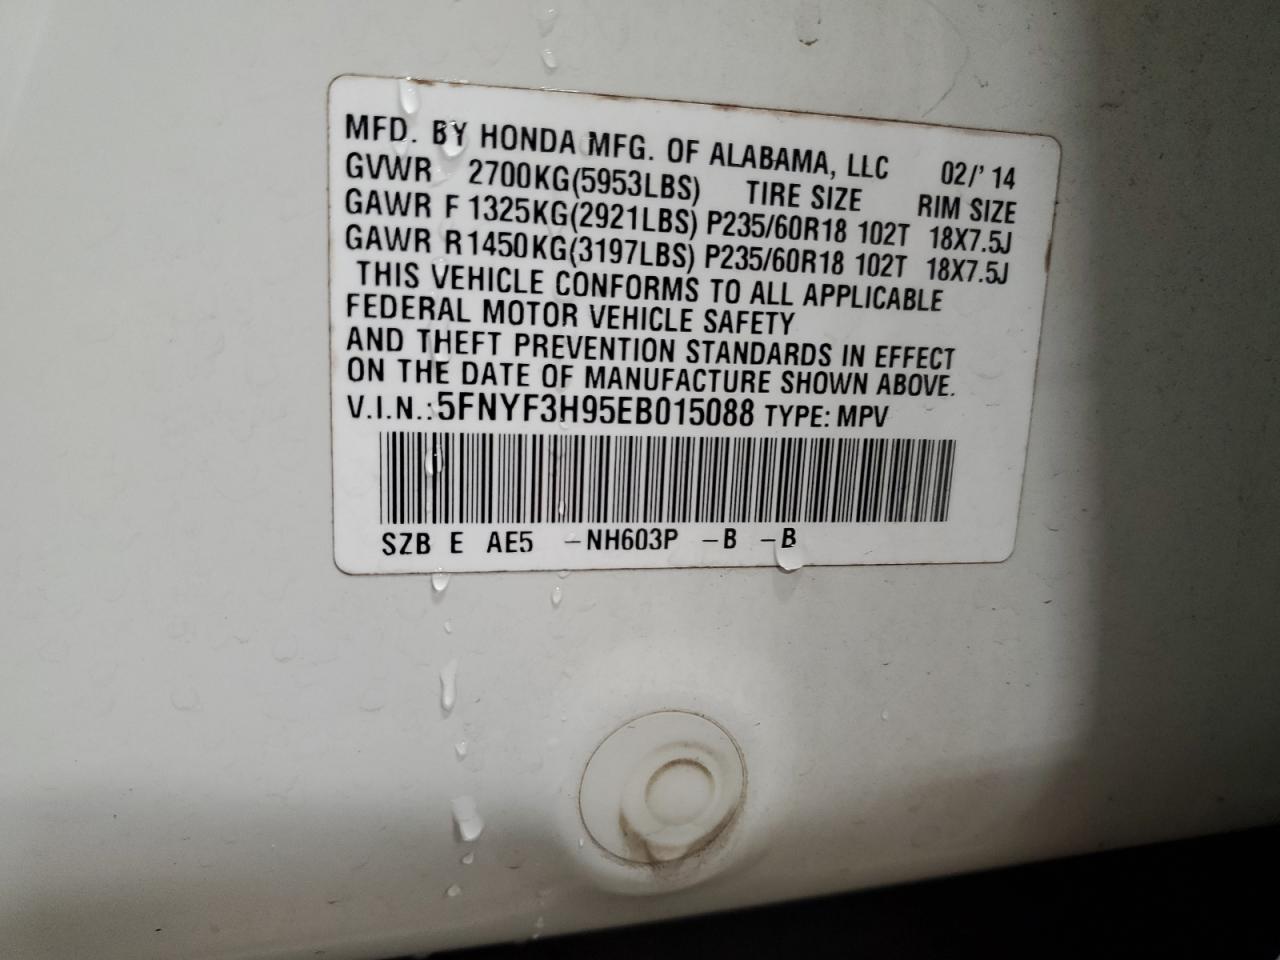 MFD. BY HONDA MFG. OF ALABAMA, LLC 02/'14
GVWR 2700KG(5953LBS) TIRE SIZE RIM SIZE
GAWR F 1325KG(2921LBS) P235/60R18 102T 18X7.5J
GAWR R1450KG(3197LBS) P235/60R18 102T 18X7.5J
THIS VEHICLE CONFORMS TO ALL APPLICABLE
FEDERAL MOTOR VEHICLE SAFETY
AND THEFT PREVENTION STANDARDS IN EFFECT
ON THE DATE OF MANUFACTURE SHOWN ABOVE.
V.I.N.:5FNYF3H95EB015088 TYPE: MPV
SZB E AE5 -NH603P -B -B